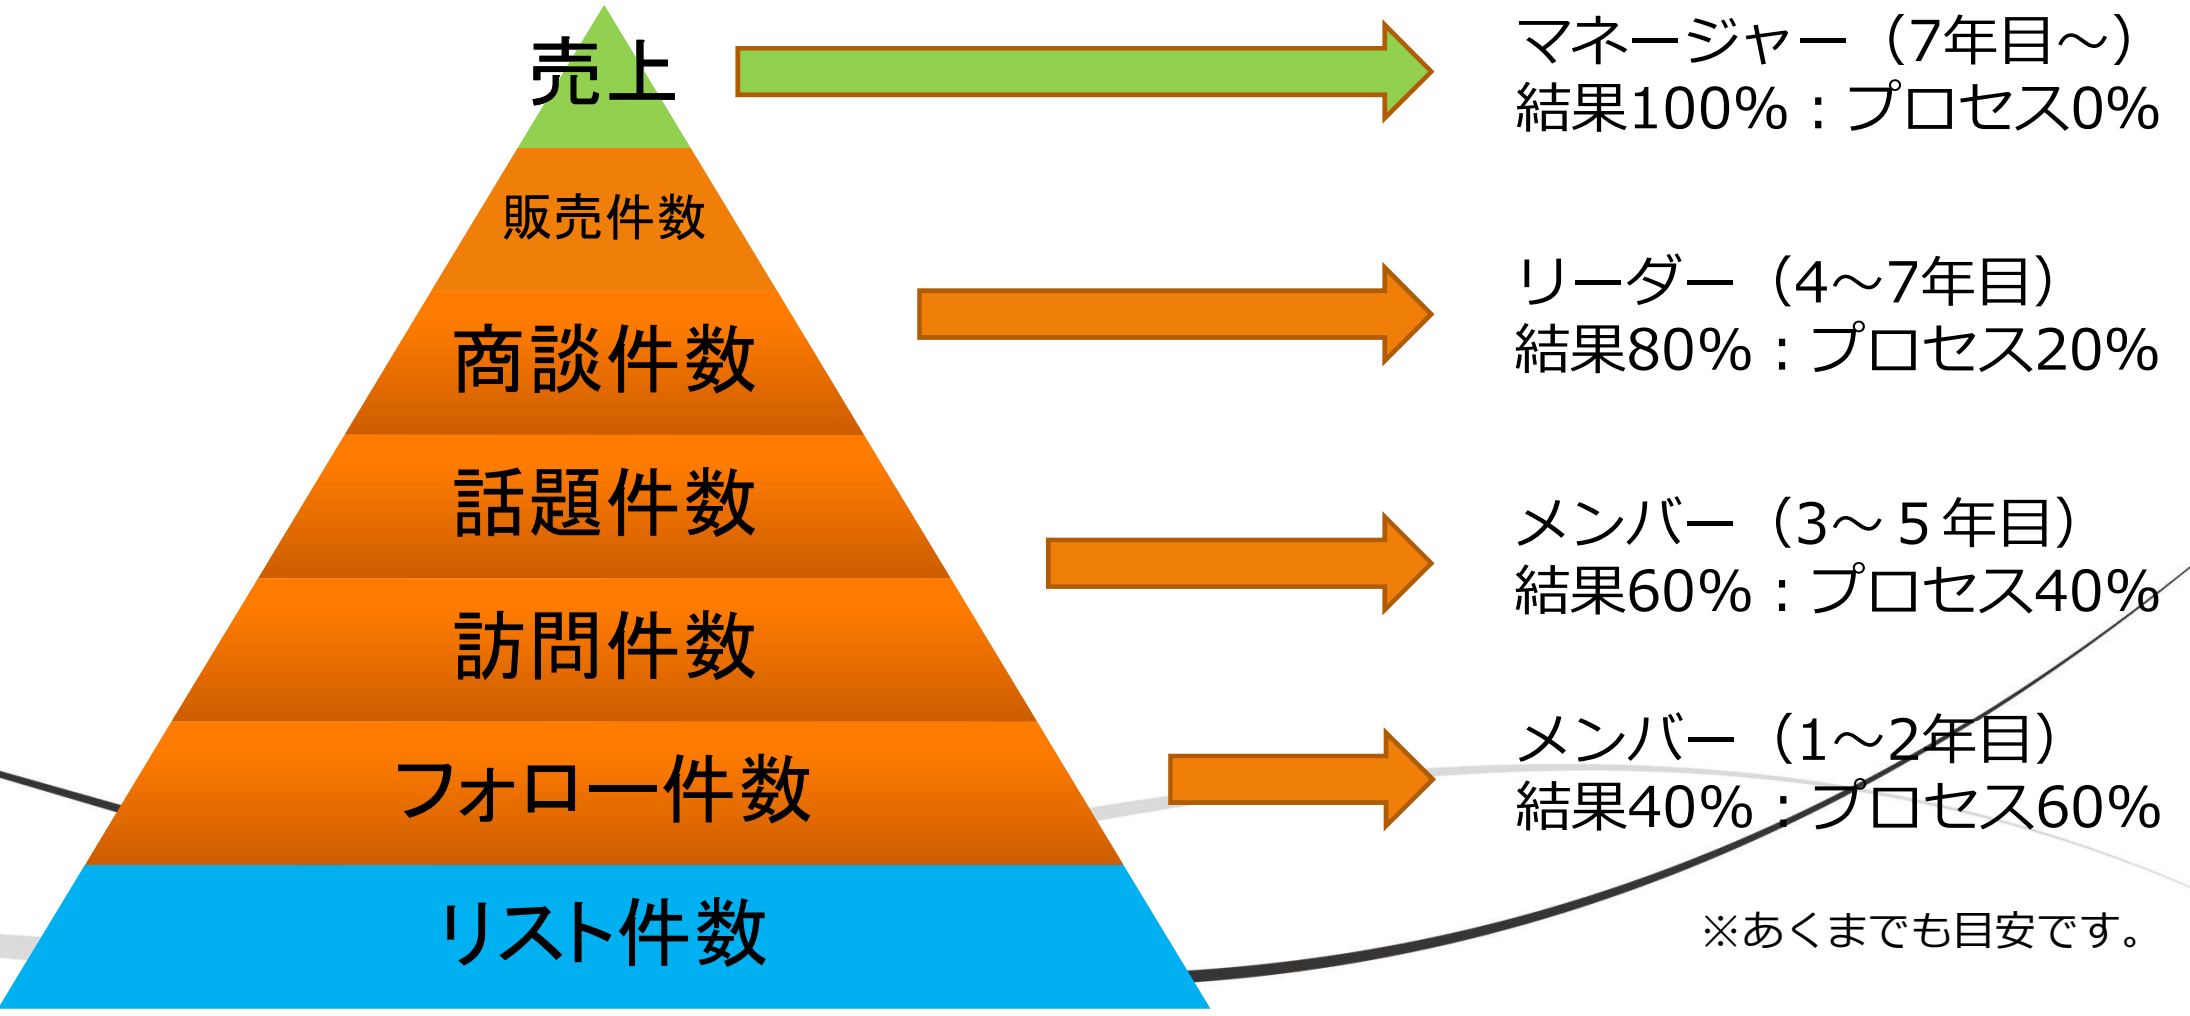 売上
マネージャー（7年目～）
結果100%：プロセス0%
販売件数
リーダー（4～7年目）
結果80%：プロセス20%
商談件数
話題件数
メンバー（3～５年目）
結果60%：プロセス40%
訪問件数
メンバー（1～2年目）
結果40%：プロセス60%
フォロー件数
リスト件数
※あくまでも目安です。